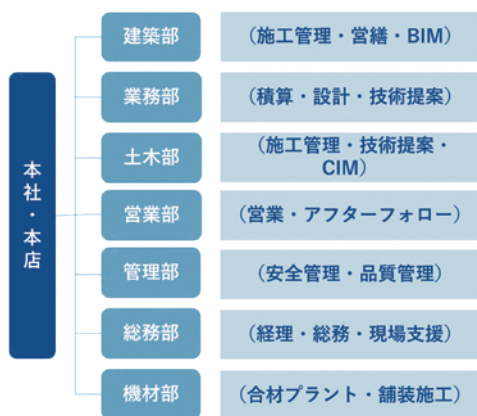 本社・本店
建築部
（施工管理・営繕・BIM）
業務部
（積算・設計・技術提案）
土木部
（施工管理・技術提案・
CIM）
営業部
（営業・アフターフォロー）
管理部
（安全管理・品質管理）
総務部
（経理・総務・現場支援）
機材部
（合材プラント・舗装施工）